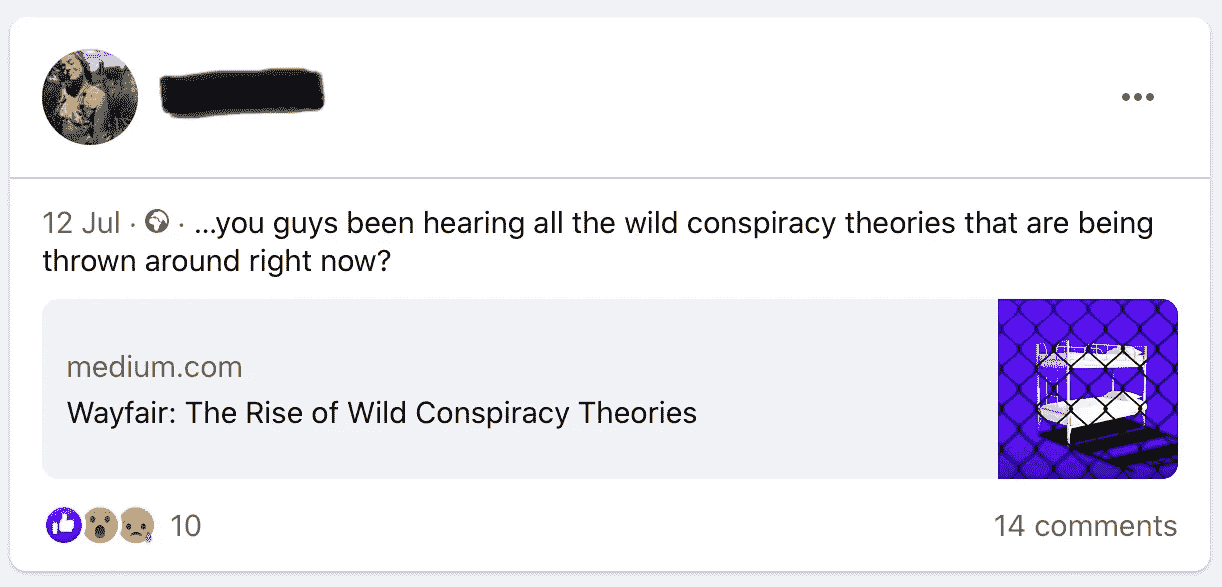 12 Jul · ...you guys been hearing all the wild conspiracy theories that are being
thrown around right now?
medium.com
Wayfair: The Rise of Wild Conspiracy Theories
10
14 comments